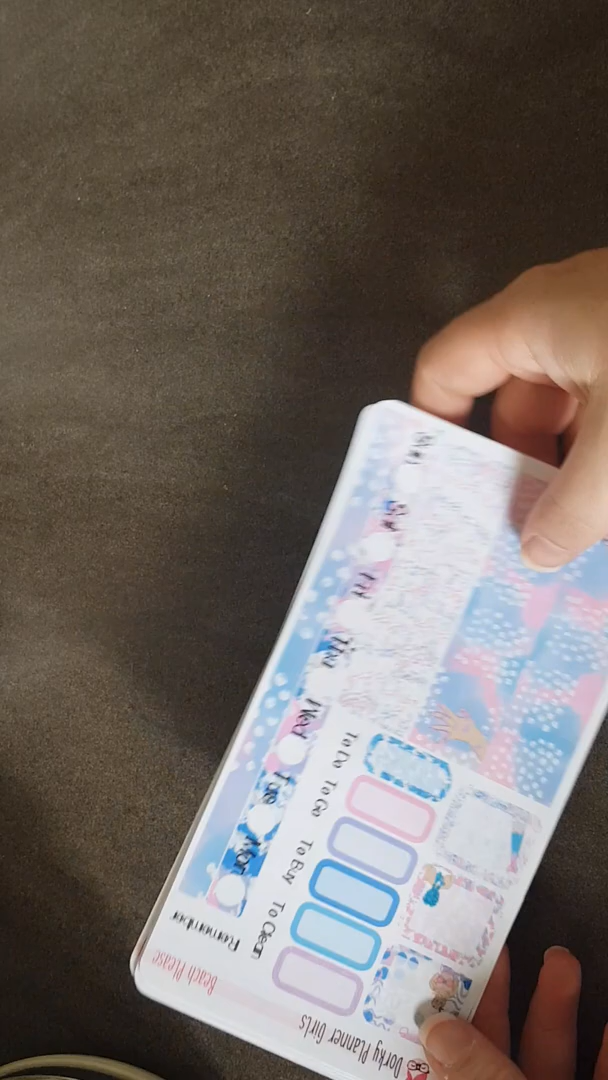 Sun
Sat
Fri
Thu
Wed
Tue
Mon
To Do
To Go
To Buy
To Clean
Remember
Beach Please
Dorky Planner Girls